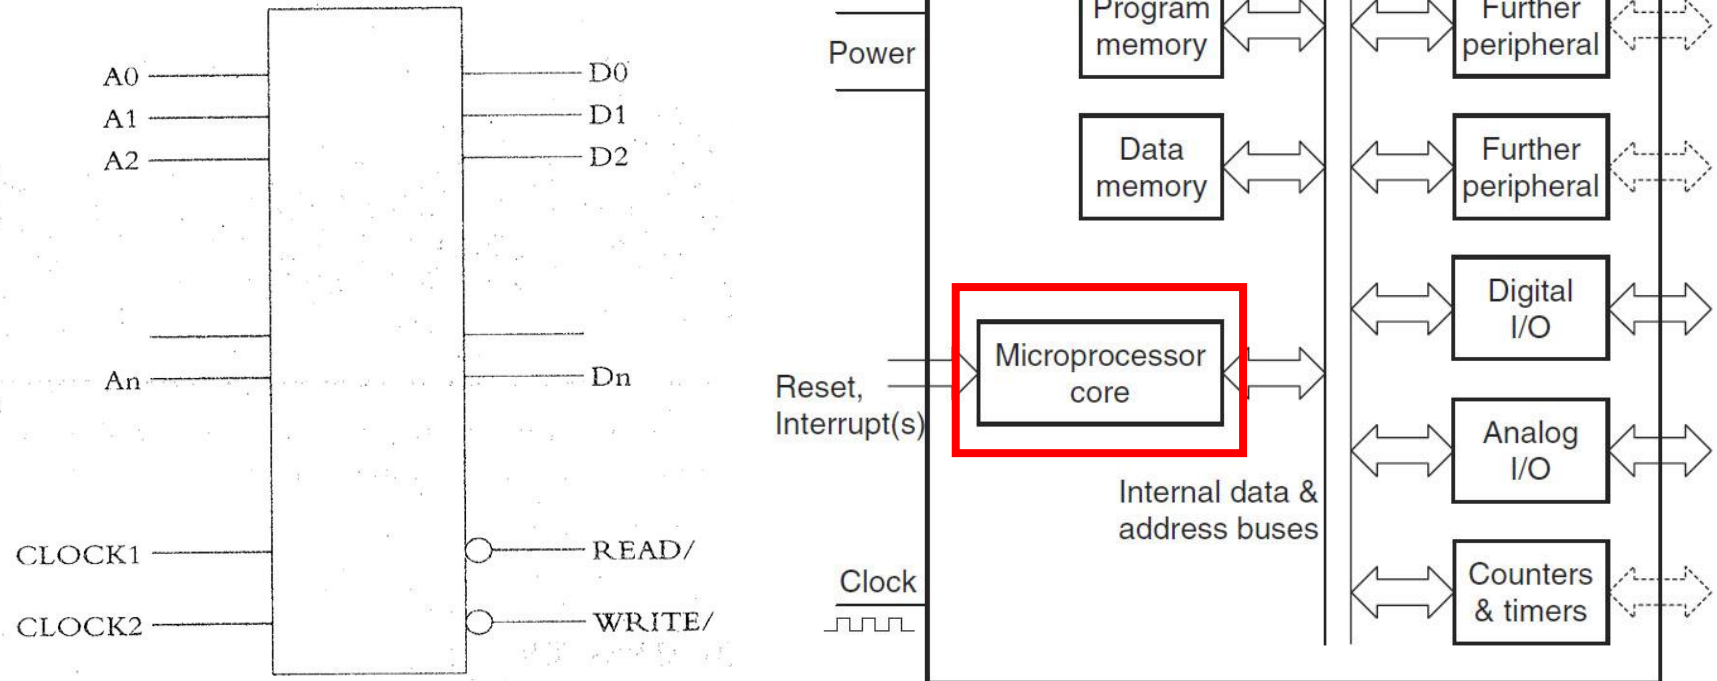 A0
A1
A2
An
CLOCK1
CLOCK2
D0
D1
D2
Dn
READ/
WRITE/
Power
Reset,
Interrupt(s)
Clock
Program
memory
Data
memory
Microprocessor
core
Internal data &
address buses
Further
peripheral
Further
peripheral
Digital
I/O
Analog
I/O
Counters
& timers